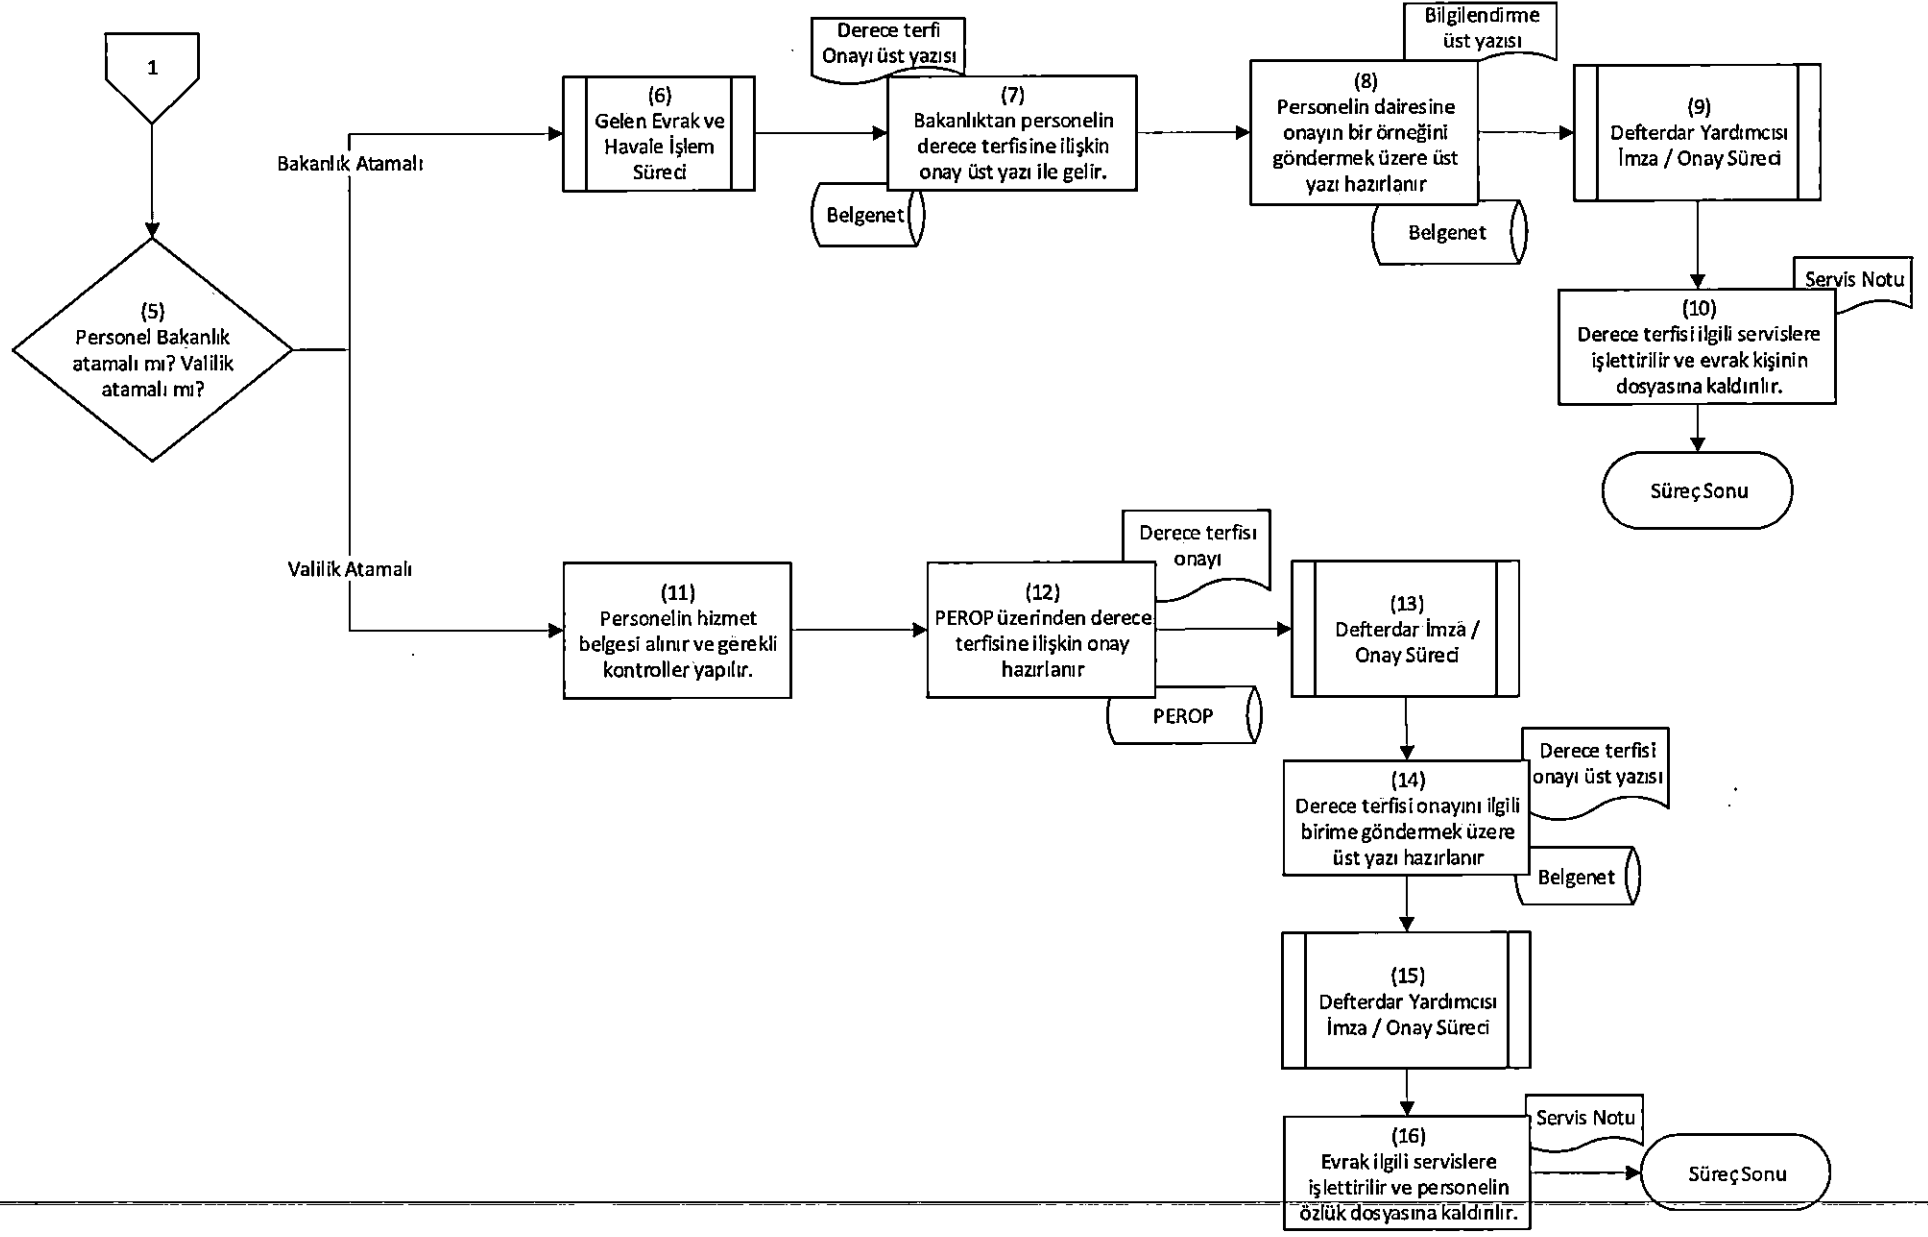 1
(5)
Personel Bakanlık
atamalı mı? Valilik
atamalı mı?
Bakanlık Atamalı
(6)
Gelen Evrak ve
Havale İşlem
Süreci
Derece terfi
Onayı üst yazısı
(7)
Bakanlıktan personelin
derece terfisine ilişkin
onay üst yazı ile gelir.
Belgenet
Bilgilendirme
üst yazısı
(8)
Personelin dairesine
onayın bir örneğini
göndermek üzere üst
yazı hazırlanır
Belgenet
(9)
Defterdar Yardımcısı
İmza / Onay Süreci
Servis Notu
(10)
Derece terfisi ilgili servislere
işlettirilir ve evrak kişinin
dosyasına kaldırılır.
Süreç Sonu
Valilik Atamalı
(11)
Personelin hizmet
belgesi alınır ve gerekli
kontroller yapılır.
Derece terfisi
onayı
(12)
PEROP üzerinden derece
terfisine ilişkin onay
hazırlanır
PEROP
(13)
Defterdar İmza /
Onay Süreci
Derece terfisi
onayı üst yazısı
(14)
Derece terfisi onayını ilgili
birime göndermek üzere
üst yazı hazırlanır
Belgenet
(15)
Defterdar Yardımcısı
İmza / Onay Süreci
Servis Notu
(16)
Evrak ilgili servislere
işlettirilir ve personelin
özlük dosyasına kaldırılır.
Süreç Sonu